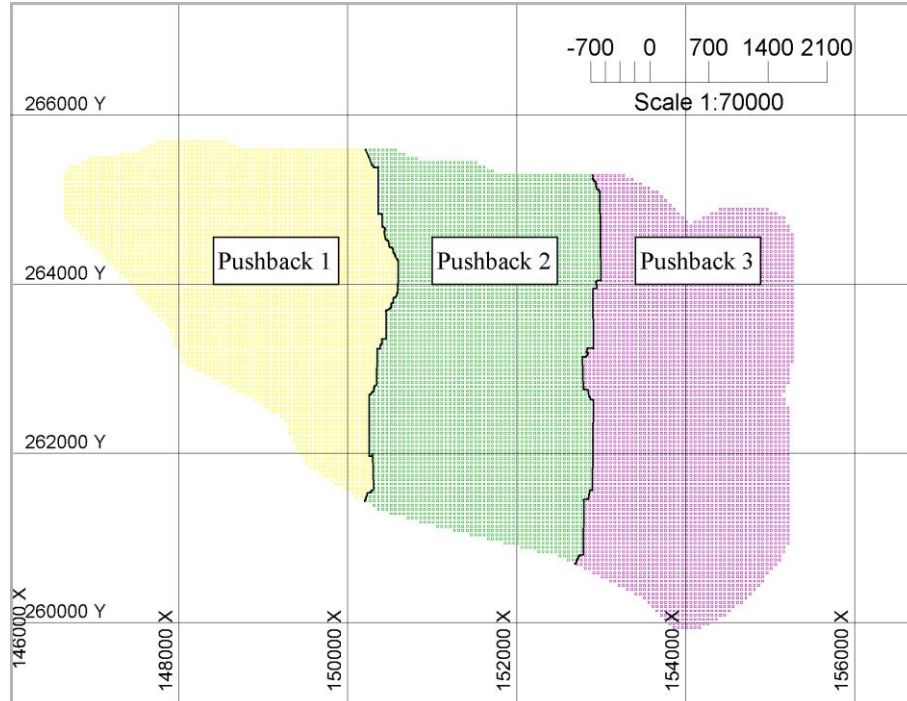 -700 0 700 1400 2100
Scale 1:70000
266000 Y
Pushback 1 Pushback 2 Pushback 3
264000 Y
262000 Y
260000 Y
146000 X
148000 X
150000 X
152000 X
154000 X
156000 X